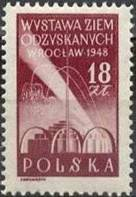 WYSTAWA ZIEM
ODZYSKANYCH
WROCŁAW-1948
18
ZŁ.
POLSKA